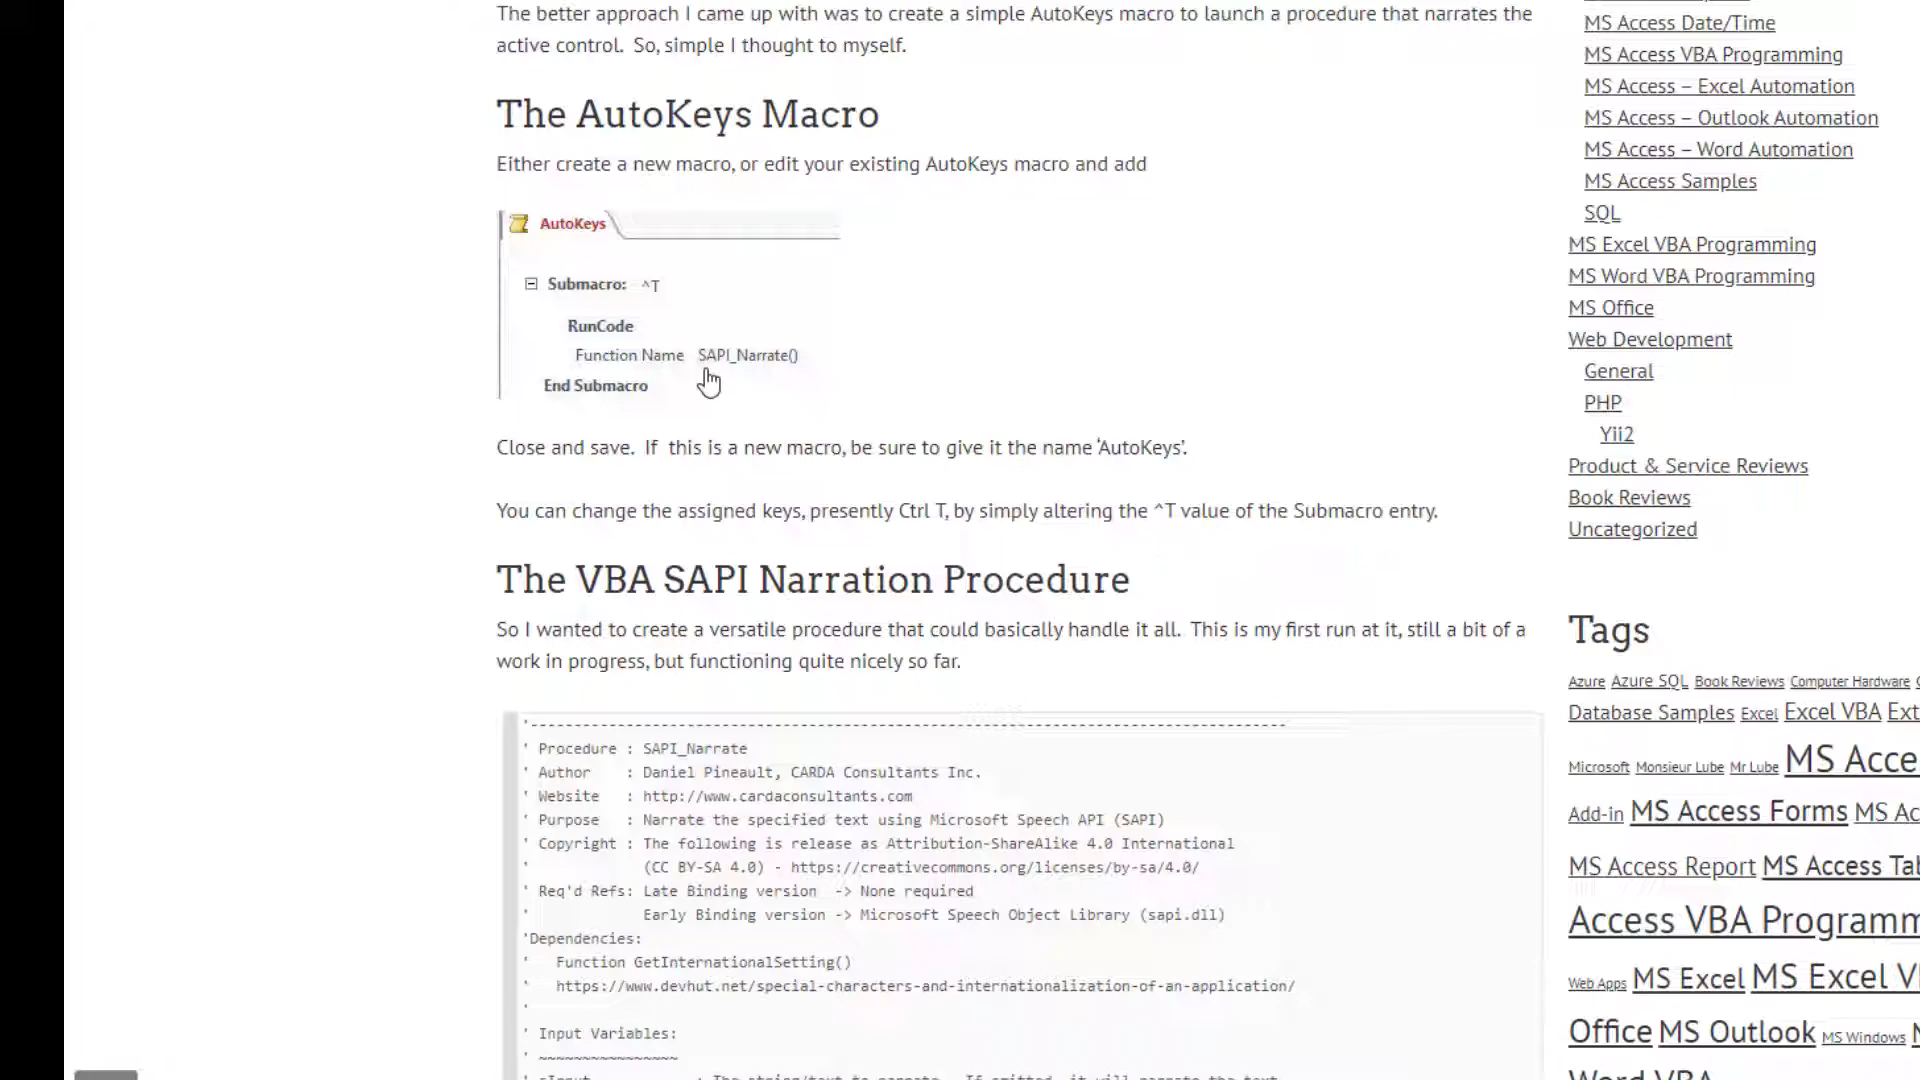 The better approach I came up with was to create a simple AutoKeys macro to launch a procedure that narrates the
active control.  So, simple I thought to myself.
The AutoKeys Macro
Either create a new macro, or edit your existing AutoKeys macro and add
AutoKeys
Submacro: ^T
RunCode
Function Name SAPI_Narrate()
End Submacro
Close and save.  If  this is a new macro, be sure to give it the name ‘AutoKeys’.
You can change the assigned keys, presently Ctrl T, by simply altering the ^T value of the Submacro entry.
The VBA SAPI Narration Procedure
So I wanted to create a versatile procedure that could basically handle it all.  This is my first run at it, still a bit of a
work in progress, but functioning quite nicely so far.
'---------------------------------------------------------------------------------------
' Procedure : SAPI_Narrate
' Author    : Daniel Pineault, CARDA Consultants Inc.
' Website   : http://www.cardaconsultants.com
' Purpose   : Narrate the specified text using Microsoft Speech API (SAPI)
' Copyright : The following is release as Attribution-ShareAlike 4.0 International
'             (CC BY-SA 4.0) - https://creativecommons.org/licenses/by-sa/4.0/
' Req'd Refs: Late Binding version  -> None required
'             Early Binding version -> Microsoft Speech Object Library (sapi.dll)
'Dependencies:
'   Function GetInternationalSetting()
'   https://www.devhut.net/special-characters-and-internationalization-of-an-application/
'
' Input Variables:
' ~~~~~~~~~~~~~~~~
MS Access Date/Time
MS Access VBA Programming
MS Access – Excel Automation
MS Access – Outlook Automation
MS Access – Word Automation
MS Access Samples
SQL
MS Excel VBA Programming
MS Word VBA Programming
MS Office
Web Development
General
PHP
Yii2
Product & Service Reviews
Book Reviews
Uncategorized
Tags
Azure Azure SQL Book Reviews Computer Hardware
Database Samples Excel Excel VBA Ext
Microsoft Monsieur Lube Mr Lube MS Acce
Add-in MS Access Forms MS Ac
MS Access Report MS Access Tab
Access VBA Programm
Web Apps MS Excel MS Excel V
Office MS Outlook MS Windows